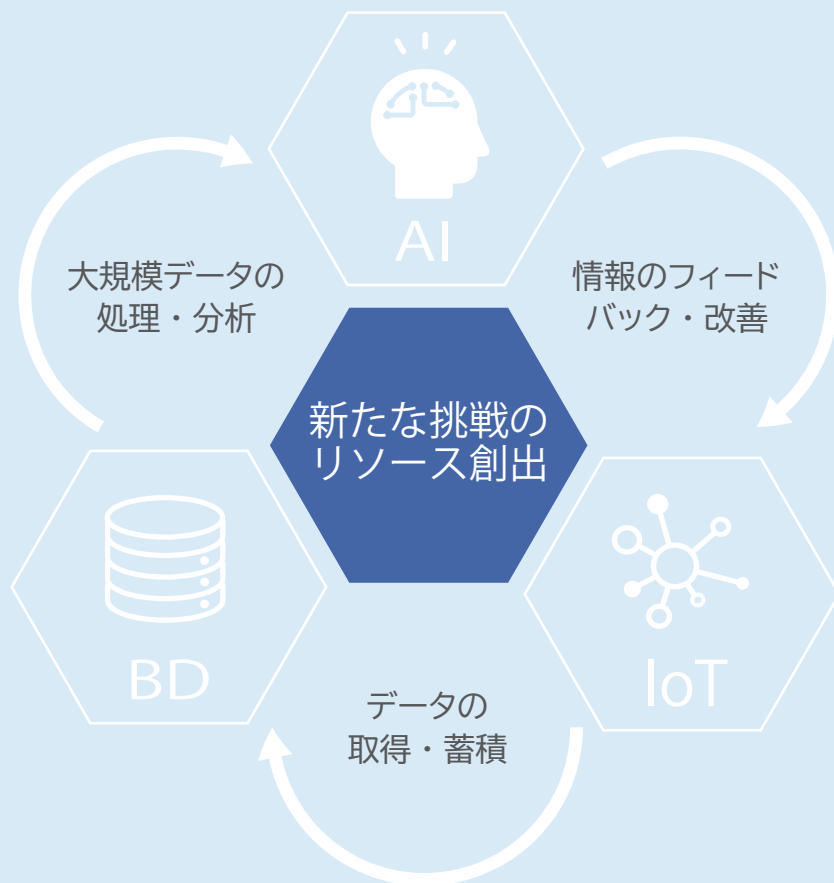 AI
大規模データの
処理・分析
情報のフィード
バック・改善
新たな挑戦の
リソース創出
BD
IoT
データの
取得・蓄積